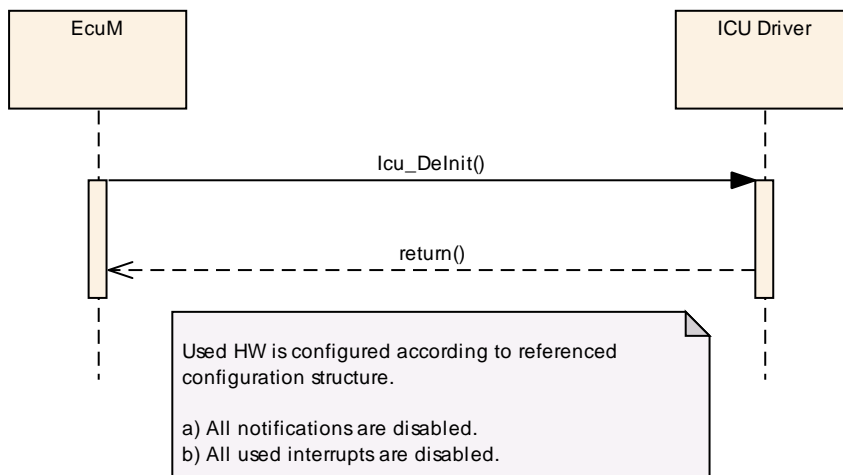 EcuM
ICU Driver
Icu_DeInit()
return()
Used HW is configured according to referenced
configuration structure.
a) All notifications are disabled.
b) All used interrupts are disabled.